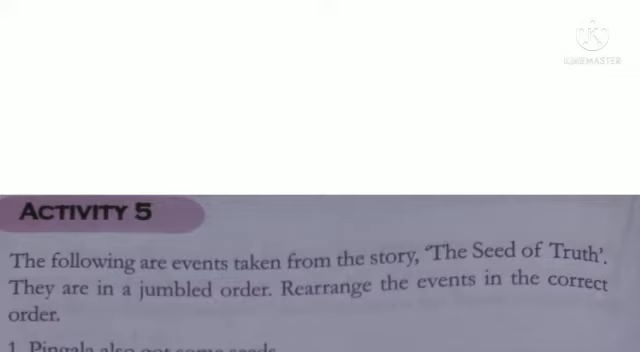 KINEMASTER
ACTIVITY 5
The following are events taken from the story, 'The Seed of Truth'.
They are in a jumbled order. Rearrange the events in the correct
order.
1. Pingala also got some seeds.